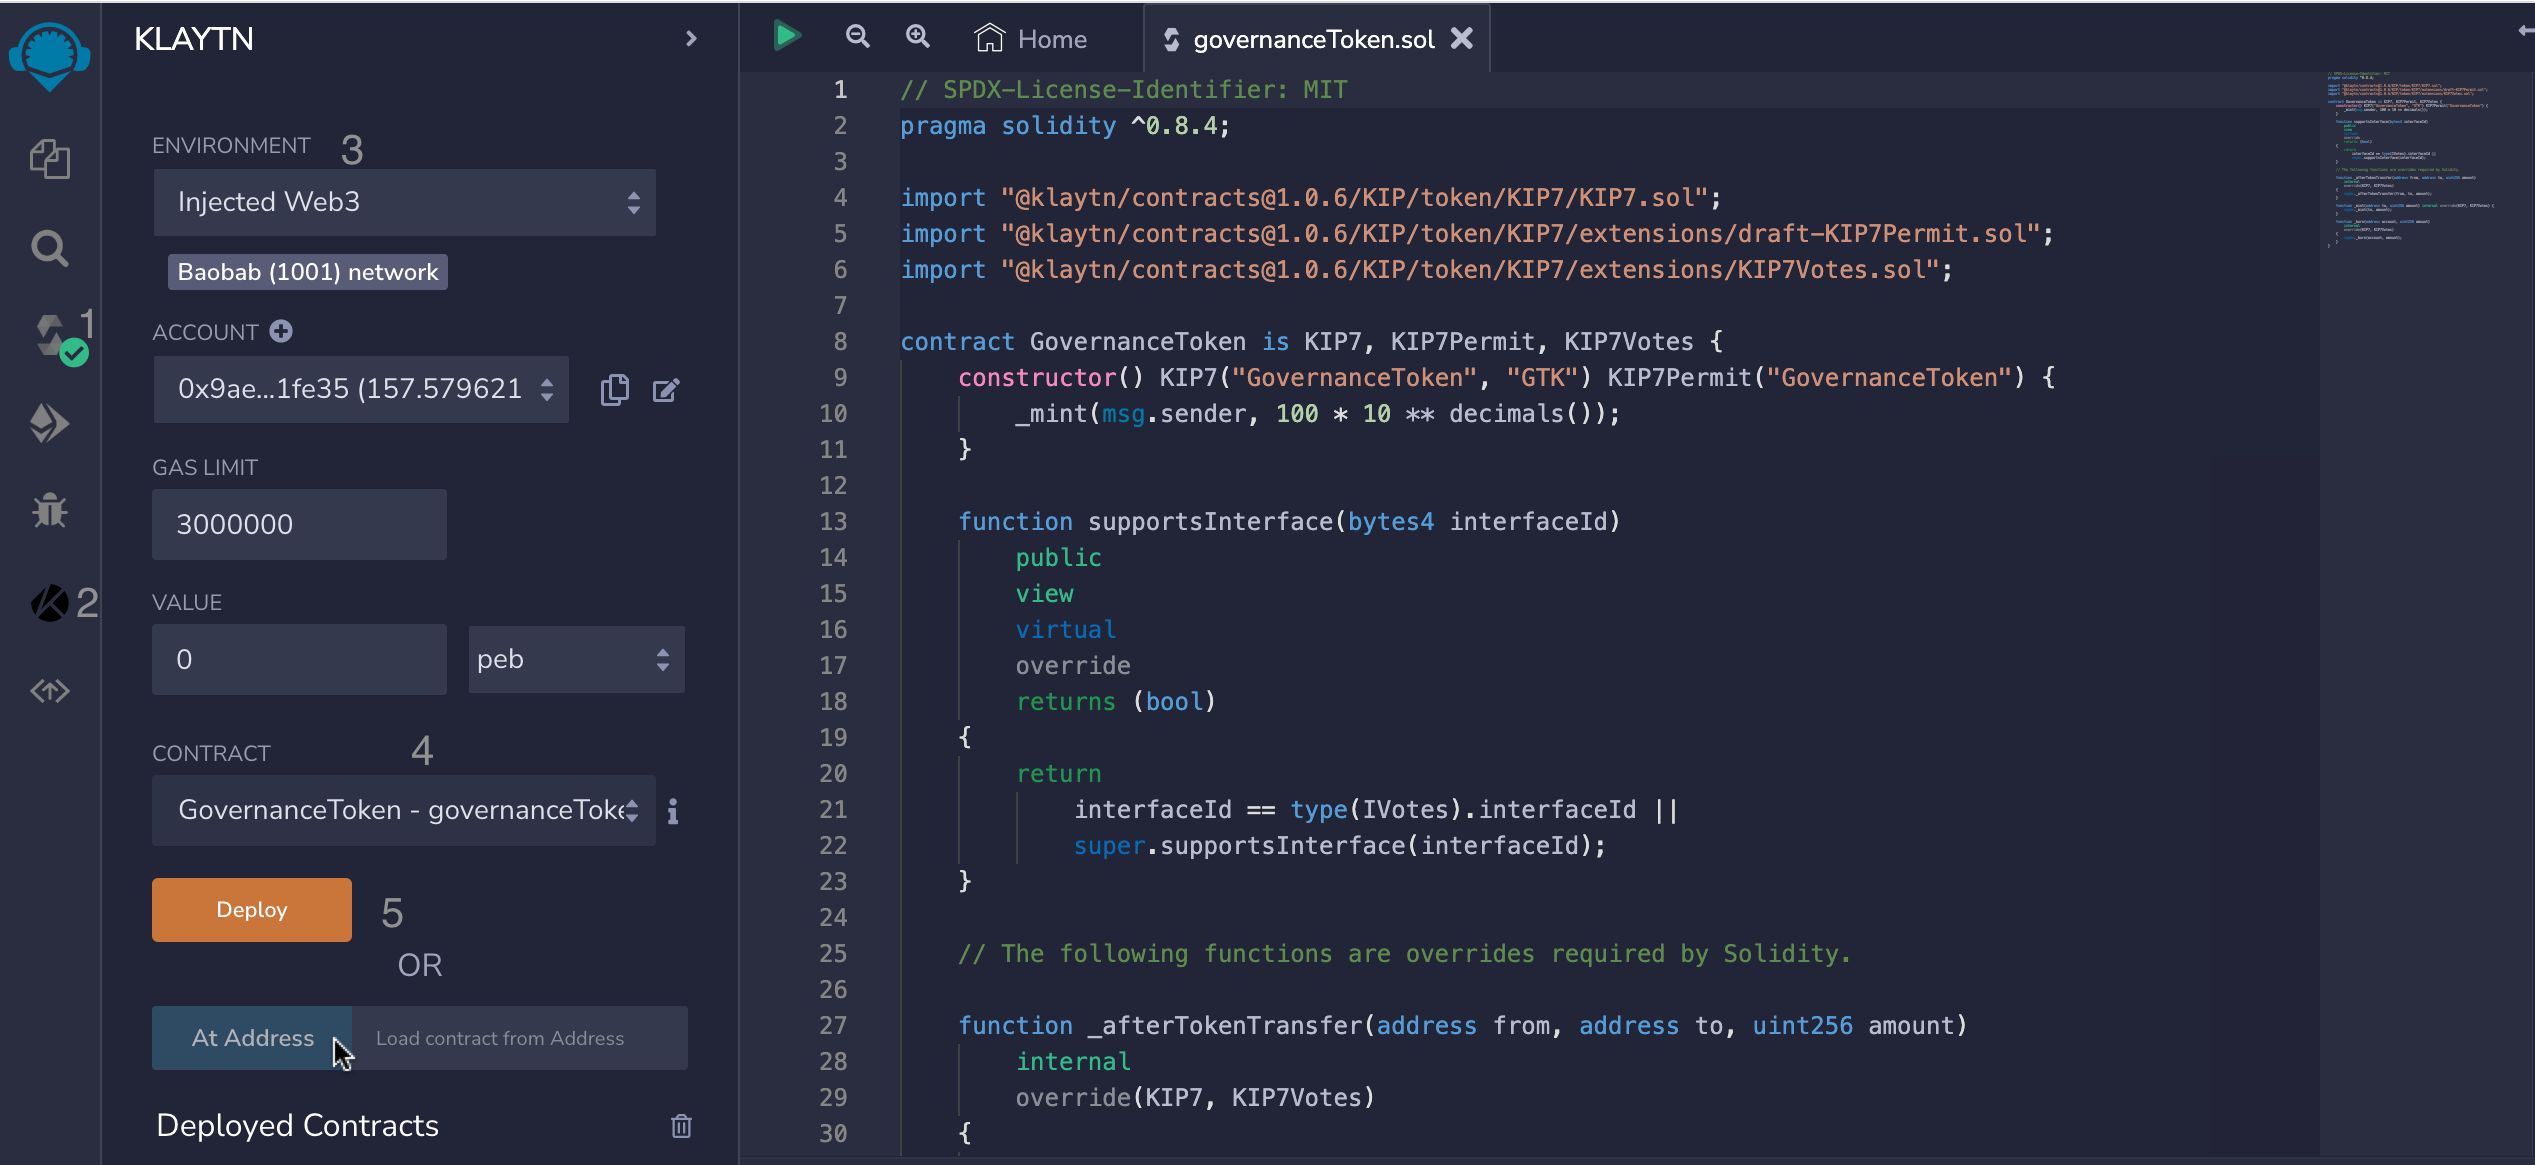 KLAYTN
ENVIRONMENT 3
Injected Web3
Baobab (1001) network
1
ACCOUNT
0x9ae...1fe35 (157.579621
GAS LIMIT
3000000
2
VALUE
0
peb
CONTRACT 4
GovernanceToken - governanceToke
Deploy 5
OR
At Address Load contract from Address
Deployed Contracts
Home governanceToken.sol
1 // SPDX-License-Identifier: MIT
2 pragma solidity ^0.8.4;
3
4 import "@klaytn/contracts@1.0.6/KIP/token/KIP7/KIP7.sol";
5 import "@klaytn/contracts@1.0.6/KIP/token/KIP7/extensions/draft-KIP7Permit.sol";
6 import "@klaytn/contracts@1.0.6/KIP/token/KIP7/extensions/KIP7Votes.sol";
7
8 contract GovernanceToken is KIP7, KIP7Permit, KIP7Votes {
9 constructor() KIP7("GovernanceToken", "GTK") KIP7Permit("GovernanceToken") {
10 _mint(msg.sender, 100 * 10 ** decimals());
11 }
12
13 function supportsInterface(bytes4 interfaceId)
14 public
15 view
16 virtual
17 override
18 returns (bool)
19 {
20 return
21 interfaceId == type(IVotes).interfaceId ||
22 super.supportsInterface(interfaceId);
23 }
24
25 // The following functions are overrides required by Solidity.
26
27 function _afterTokenTransfer(address from, address to, uint256 amount)
28 internal
29 override(KIP7, KIP7Votes)
30 {